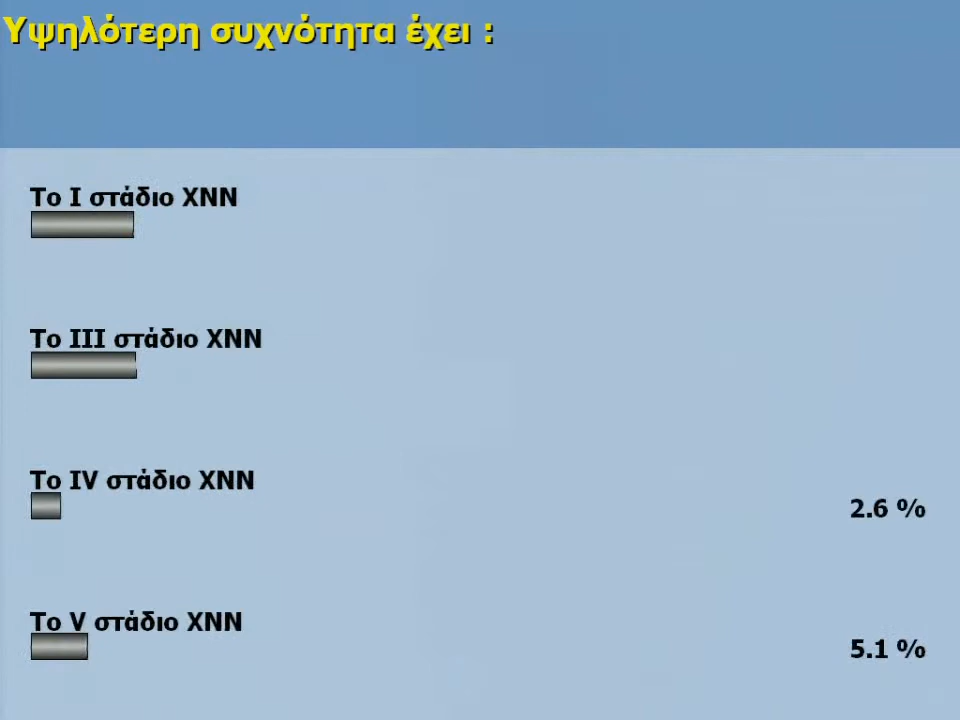 Υψηλότερη συχνότητα έχει :
Το Ι στάδιο ΧΝΝ
Το ΙΙΙ στάδιο ΧΝΝ
Το IV στάδιο ΧΝΝ
2.6 %
Το V στάδιο ΧΝΝ
5.1 %